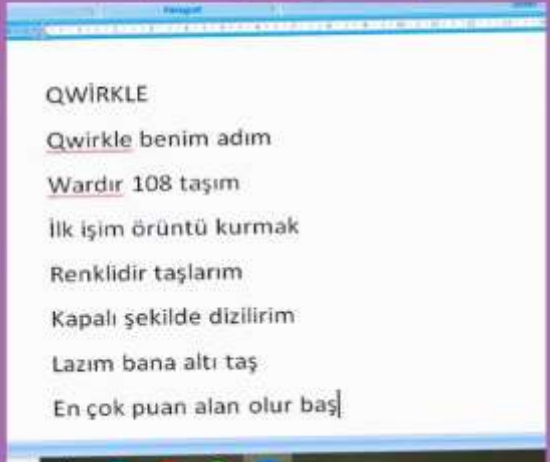 Paragraf
QWİRKLE
Qwirkle benim adım
Wardır 108 taşım
İlk işim örüntü kurmak
Renklidir taşlarım
Kapalı şekilde dizilirim
Lazım bana altı taş
En çok puan alan olur baş